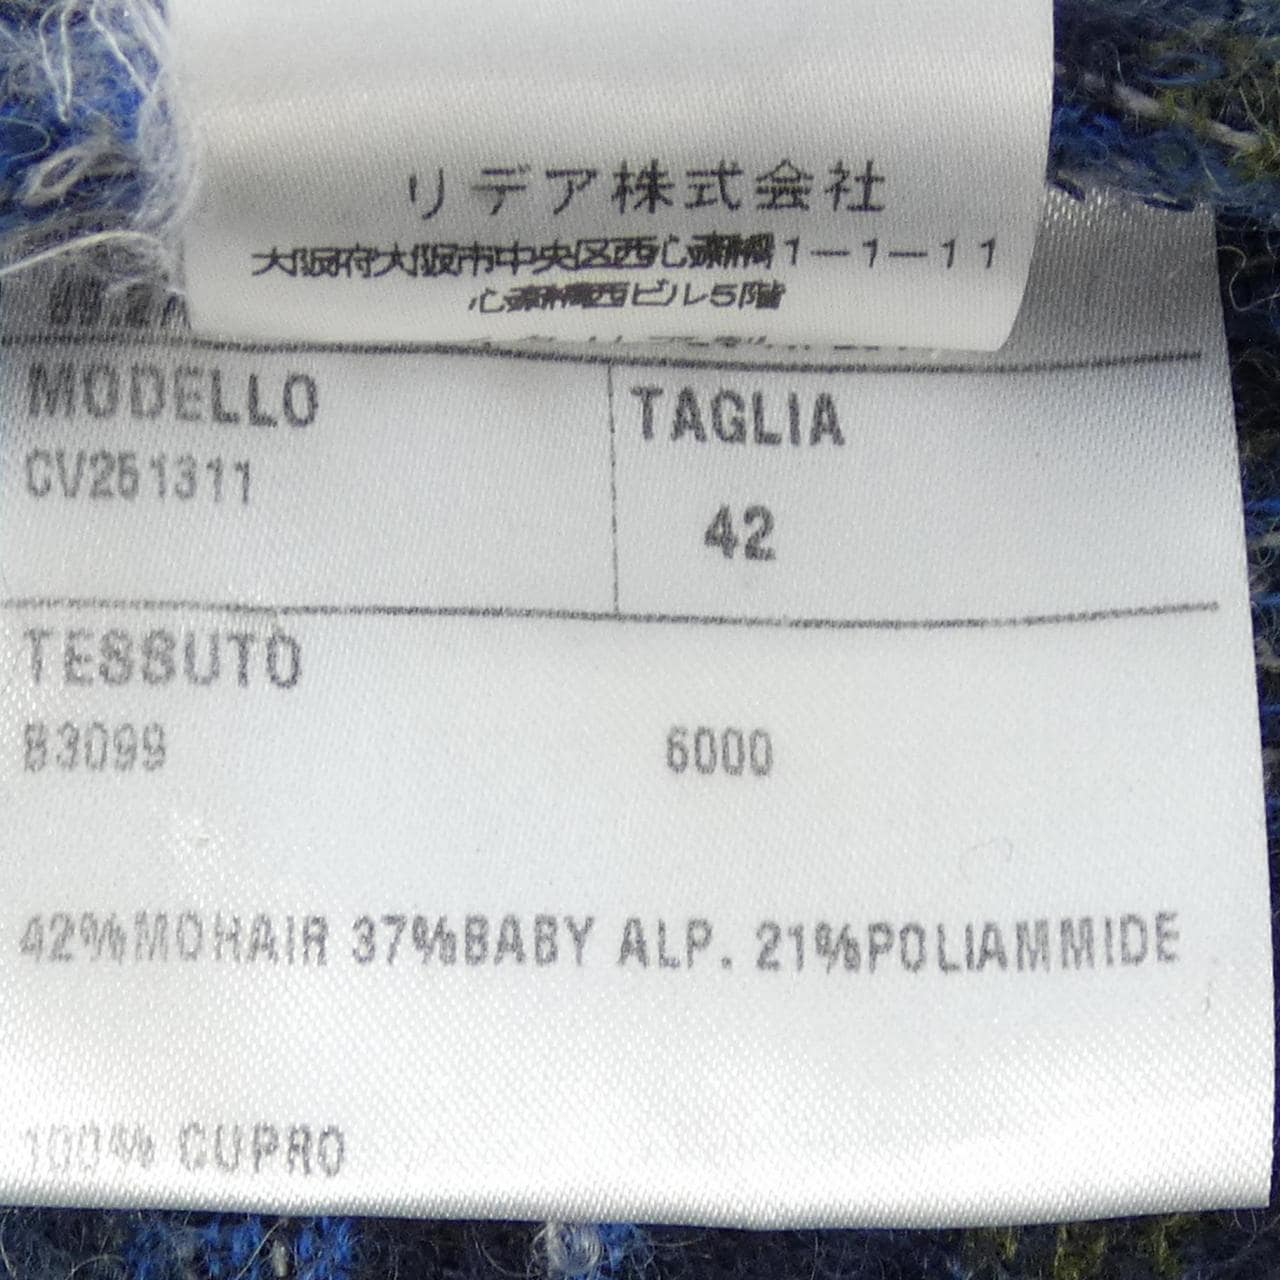 リデア株式会社
大阪府大阪市中央区西心斎橋1－1－11
心斎橋西ビル5階
MODELLO
TAGLIA
CV251311
42
TESSUTO
B3099
6000
42%MOHAIR 37%BABY ALP. 21%POLIAMMIDE
100% CUPRO